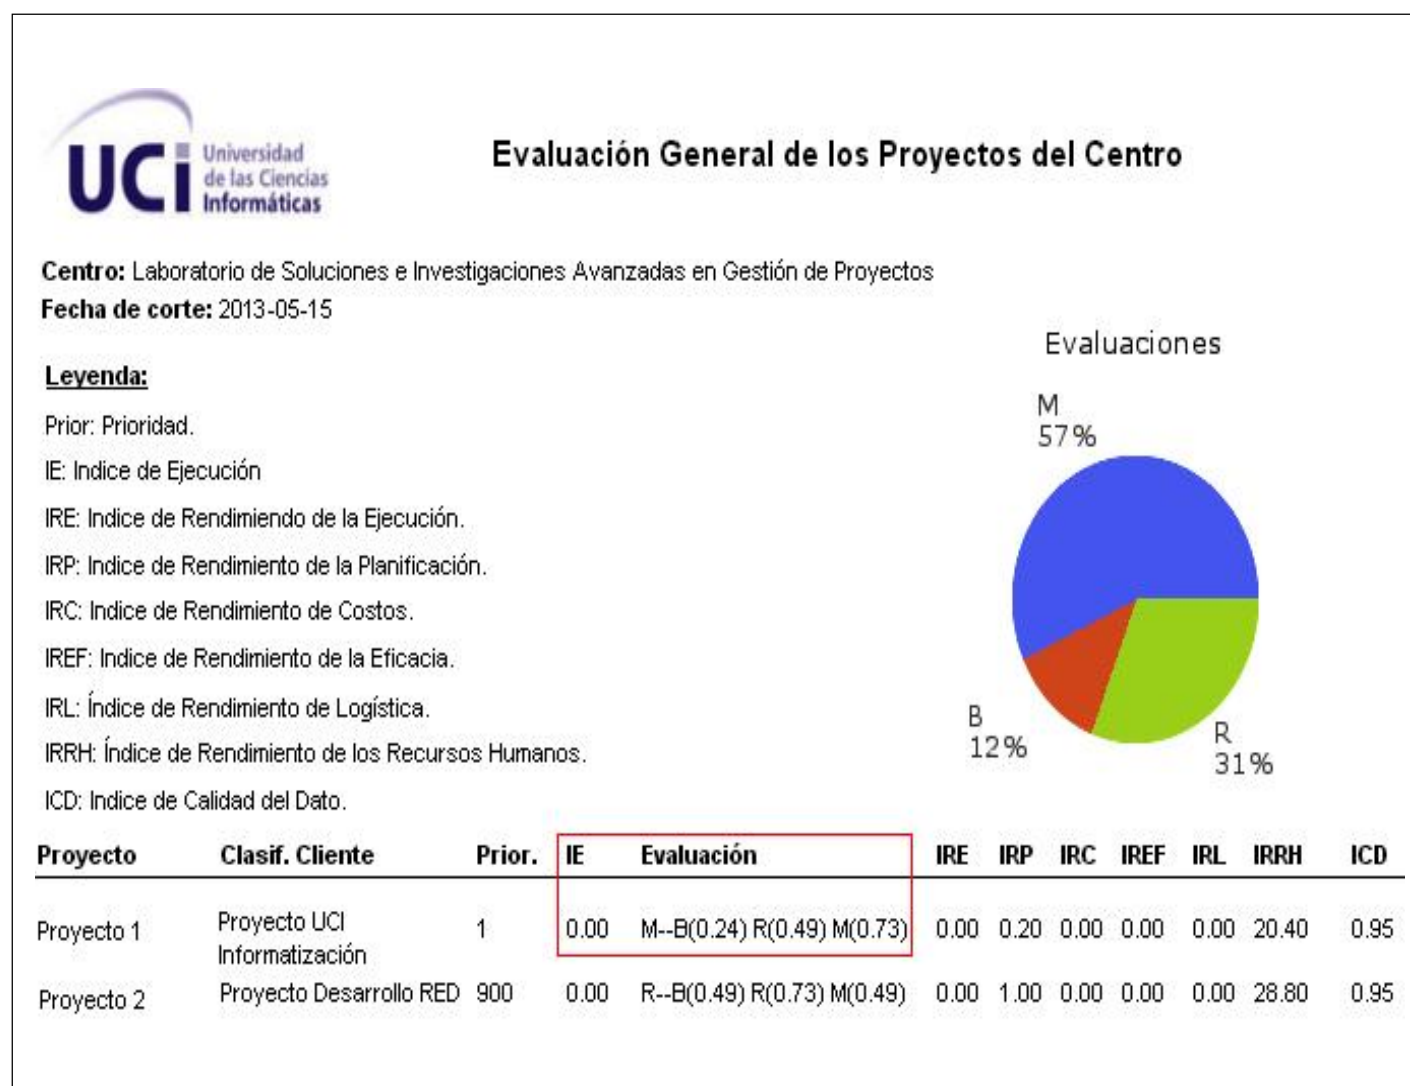 UCi Universidad
de las Ciencias
Informáticas
Evaluación General de los Proyectos del Centro
Centro: Laboratorio de Soluciones e Investigaciones Avanzadas en Gestión de Proyectos
Fecha de corte: 2013-05-15
Evaluaciones
M
57%
B
12%
R
31%
Leyenda:
Prior: Prioridad.
IE: Indice de Ejecución
IRE: Indice de Rendimiendo de la Ejecución.
IRP: Indice de Rendimiento de la Planificación.
IRC: Indice de Rendimiento de Costos.
IREF: Indice de Rendimiento de la Eficacia.
IRL: Índice de Rendimiento de Logística.
IRRH: Índice de Rendimiento de los Recursos Humanos.
ICD: Indice de Calidad del Dato.
Proyecto Clasif. Cliente Prior. IE Evaluación IRE IRP IRC IREF IRL IRRH ICD
Proyecto 1 Proyecto UCI 1 0.00 M--B(0.24) R(0.49) M(0.73) 0.00 0.20 0.00 0.00 0.00 20.40 0.95
Informatización
Proyecto 2 Proyecto Desarrollo RED 900 0.00 R--B(0.49) R(0.73) M(0.49) 0.00 1.00 0.00 0.00 0.00 28.80 0.95